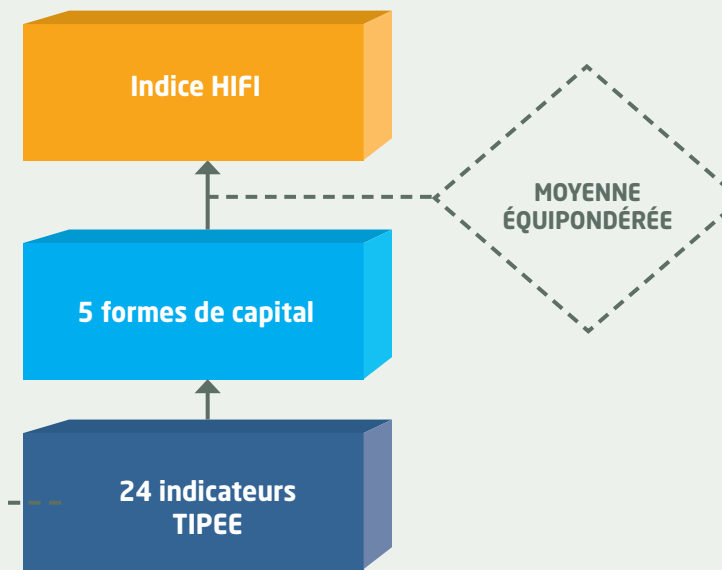 Indice HIFI
MOYENNE
ÉQUIPONDÉRÉE
5 formes de capital
24 indicateurs
TIPEE